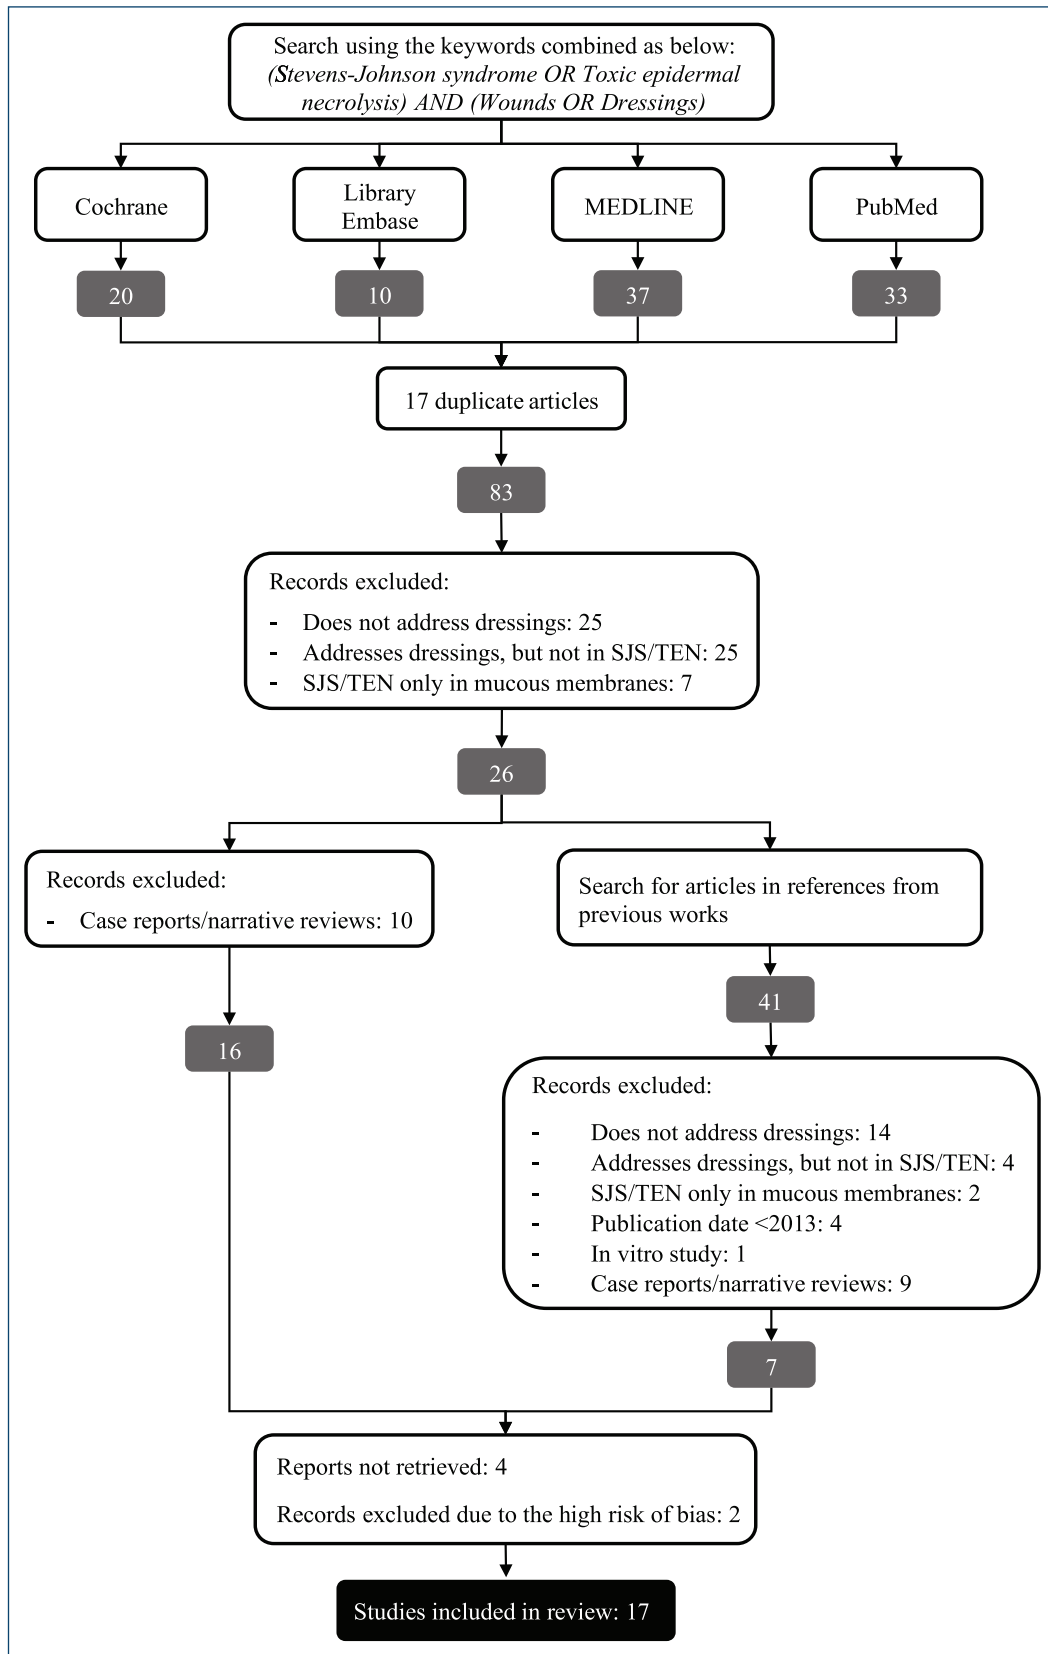 Search using the keywords combined as below:
(Stevens-Johnson syndrome OR Toxic epidermal
necrolysis) AND (Wounds OR Dressings)
Cochrane
Library
Embase
MEDLINE
PubMed
20
10
37
33
17 duplicate articles
83
Records excluded:
- Does not address dressings: 25
- Addresses dressings, but not in SJS/TEN: 25
- SJS/TEN only in mucous membranes: 7
26
Records excluded:
- Case reports/narrative reviews: 10
16
Search for articles in references from
previous works
41
Records excluded:
- Does not address dressings: 14
- Addresses dressings, but not in SJS/TEN: 4
- SJS/TEN only in mucous membranes: 2
- Publication date <2013: 4
- In vitro study: 1
- Case reports/narrative reviews: 9
7
Reports not retrieved: 4
Records excluded due to the high risk of bias: 2
Studies included in review: 17